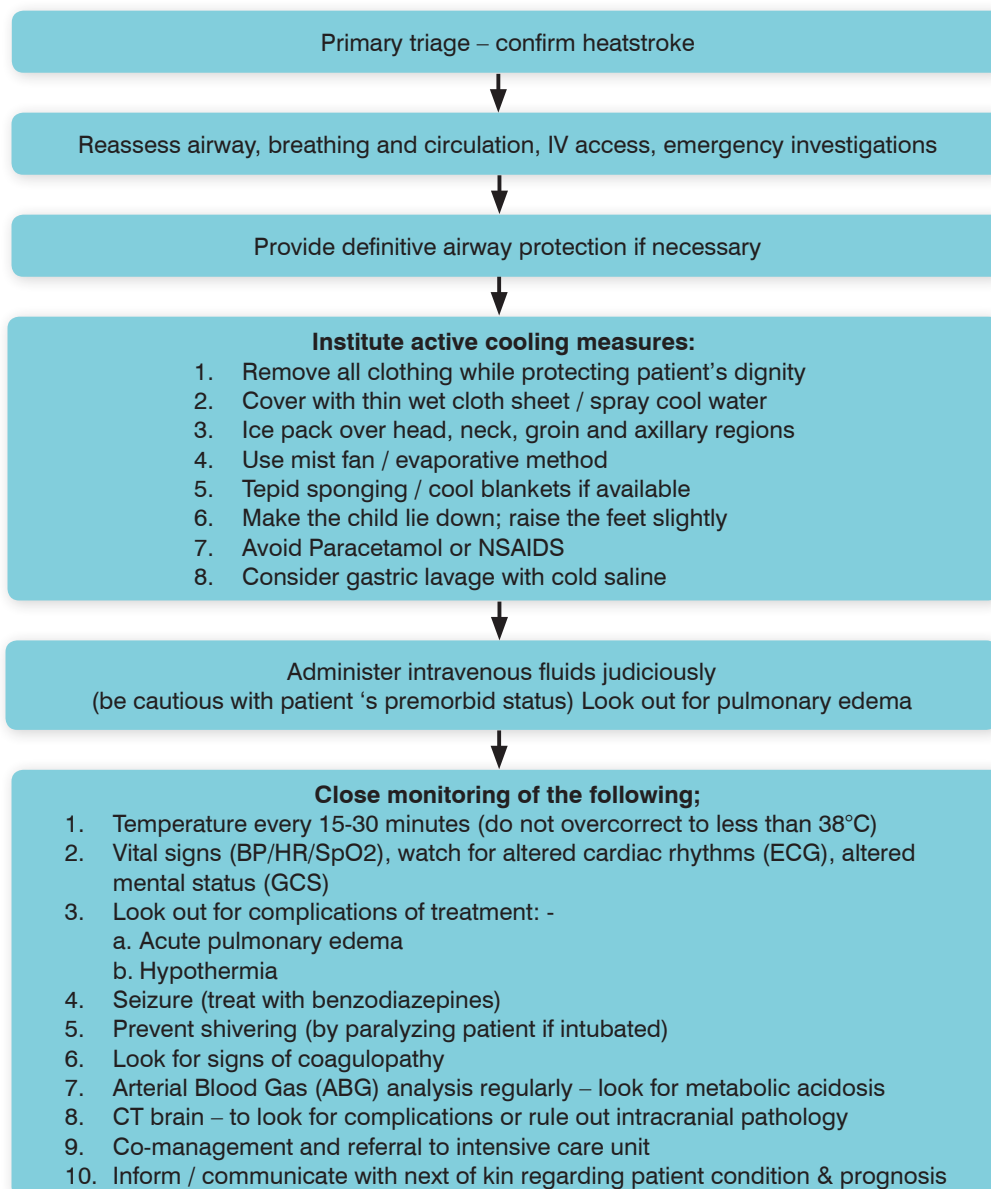 Primary triage – confirm heatstroke
Reassess airway, breathing and circulation, IV access, emergency investigations
Provide definitive airway protection if necessary
Institute active cooling measures:
1. Remove all clothing while protecting patient's dignity
2. Cover with thin wet cloth sheet / spray cool water
3. Ice pack over head, neck, groin and axillary regions
4. Use mist fan / evaporative method
5. Tepid sponging / cool blankets if available
6. Make the child lie down; raise the feet slightly
7. Avoid Paracetamol or NSAIDS
8. Consider gastric lavage with cold saline
Administer intravenous fluids judiciously
(be cautious with patient ‘s premorbid status) Look out for pulmonary edema
Close monitoring of the following;
1. Temperature every 15-30 minutes (do not overcorrect to less than 38°C)
2. Vital signs (BP/HR/SpO2), watch for altered cardiac rhythms (ECG), altered
mental status (GCS)
3. Look out for complications of treatment: -
a. Acute pulmonary edema
b. Hypothermia
4. Seizure (treat with benzodiazepines)
5. Prevent shivering (by paralyzing patient if intubated)
6. Look for signs of coagulopathy
7. Arterial Blood Gas (ABG) analysis regularly – look for metabolic acidosis
8. CT brain – to look for complications or rule out intracranial pathology
9. Co-management and referral to intensive care unit
10. Inform / communicate with next of kin regarding patient condition & prognosis